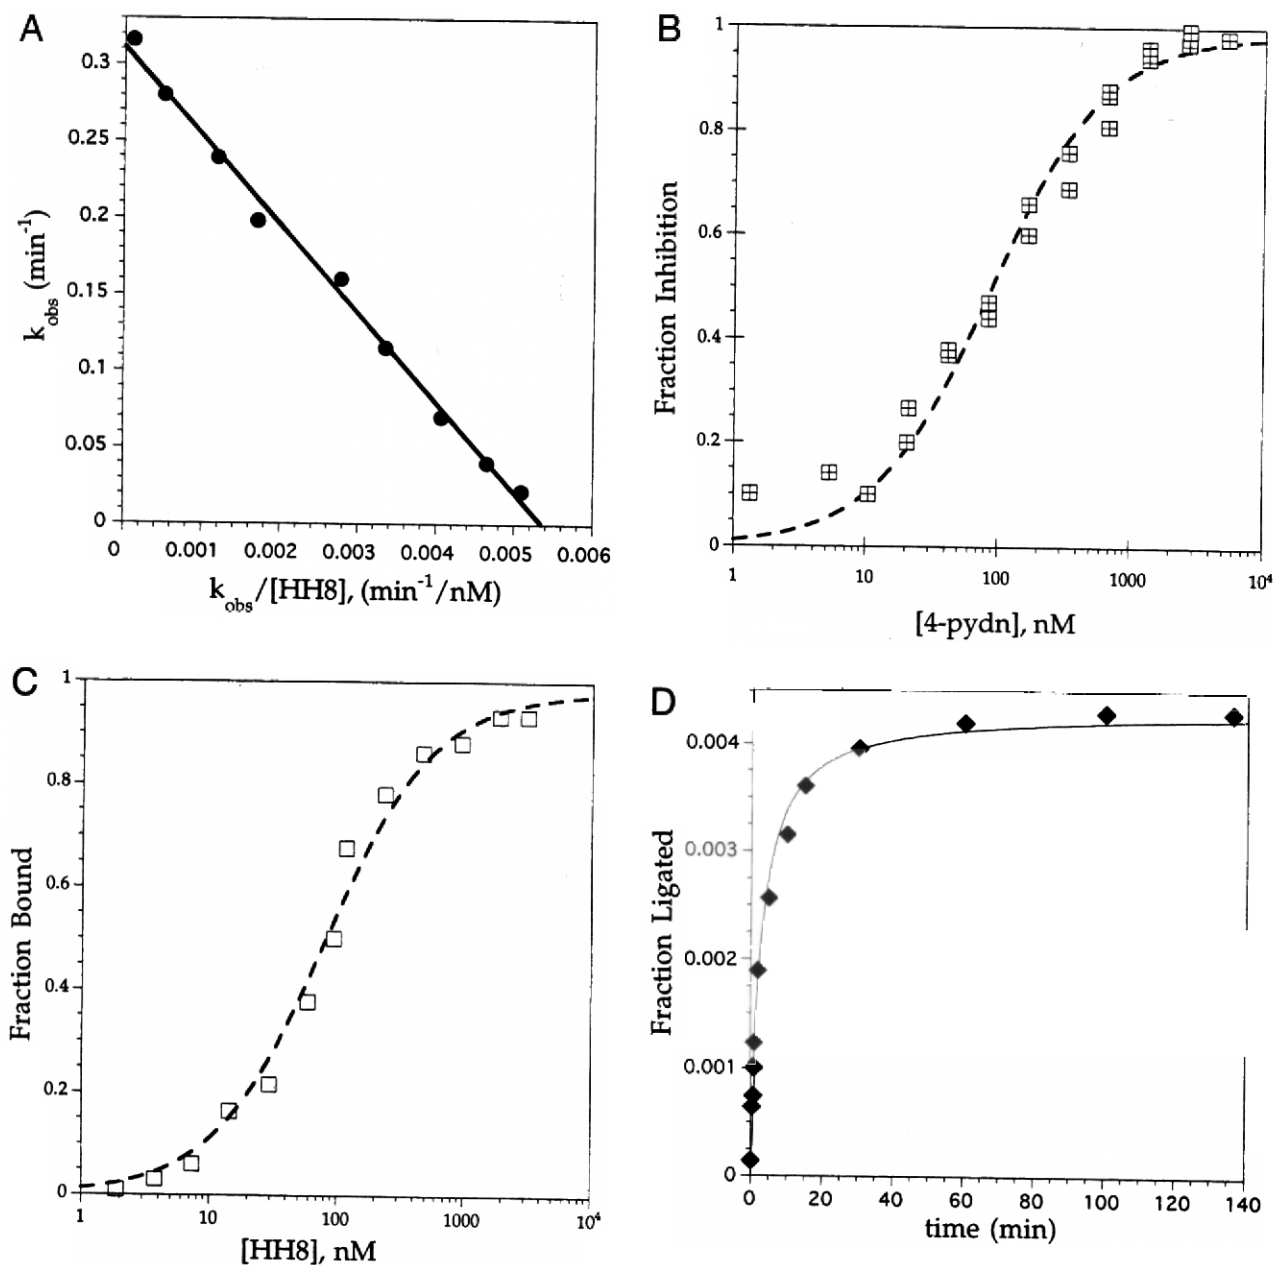 A
0.3
0.25
0.2
0.15
0.1
0.05
0
k_obs (min⁻¹)
0 0.001 0.002 0.003 0.004 0.005 0.006
k_obs/[HH8], (min⁻¹/nM)
B
1
0.8
0.6
0.4
0.2
0
Fraction Inhibition
1 10 100 1000 10⁴
[4-pydn], nM
C
1
0.8
0.6
0.4
0.2
0
Fraction Bound
1 10 100 1000 10⁴
[HH8], nM
D
0.004
0.003
0.002
0.001
0
Fraction Ligated
0 20 40 60 80 100 120 140
time (min)